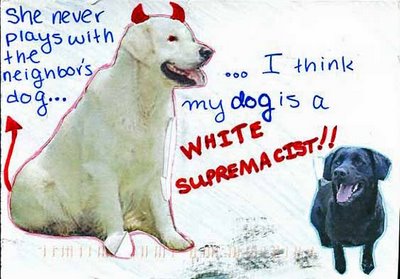 She never
plays with
the
neighbor's
dog...
... I think
my dog is a
WHITE
SUPREMACIST!!